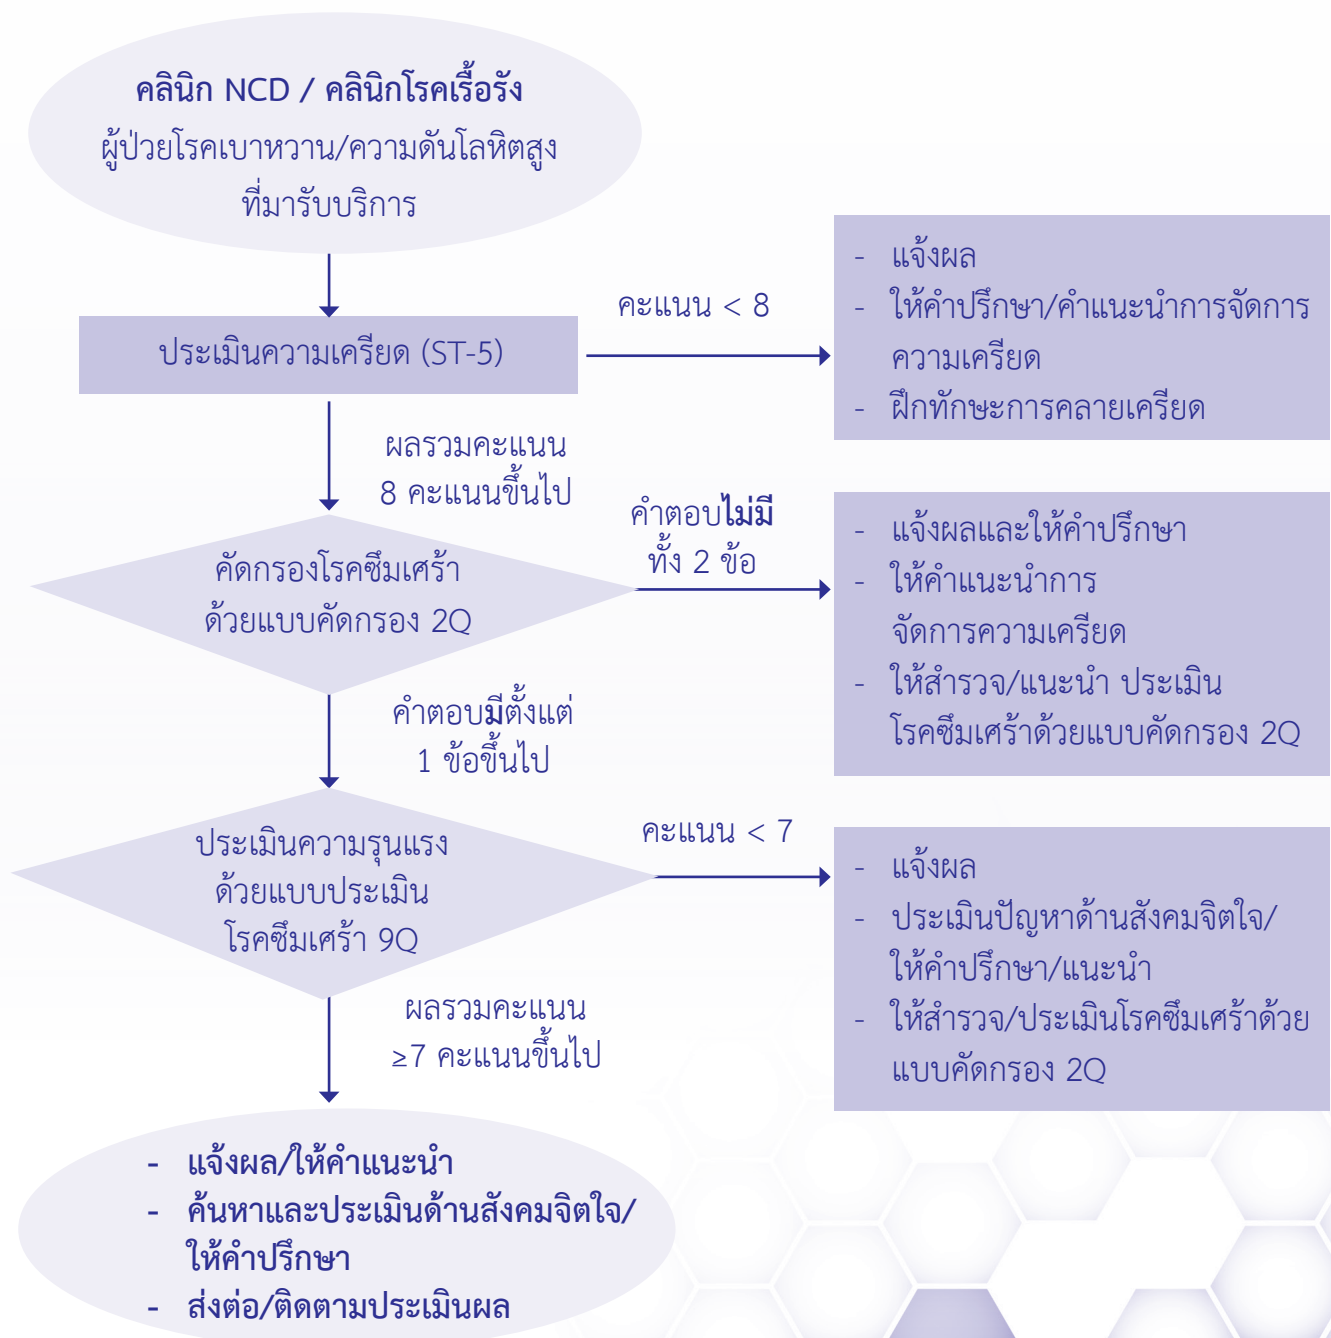 คลินิก NCD / คลินิกโรคเรื้อรัง
ผู้ป่วยโรคเบาหวาน/ความดันโลหิตสูง
ที่มารับบริการ
ประเมินความเครียด (ST-5)
คะแนน < 8
- แจ้งผล
- ให้คำปรึกษา/คำแนะนำการจัดการ
ความเครียด
- ฝึกทักษะการคลายเครียด
ผลรวมคะแนน
8 คะแนนขึ้นไป
คัดกรองโรคซึมเศร้า
ด้วยแบบคัดกรอง 2Q
คำตอบไม่มี
ทั้ง 2 ข้อ
- แจ้งผลและให้คำปรึกษา
- ให้คำแนะนำการ
จัดการความเครียด
- ให้สำรวจ/แนะนำ ประเมิน
โรคซึมเศร้าด้วยแบบคัดกรอง 2Q
คำตอบมีตั้งแต่
1 ข้อขึ้นไป
ประเมินความรุนแรง
ด้วยแบบประเมิน
โรคซึมเศร้า 9Q
คะแนน < 7
- แจ้งผล
- ประเมินปัญหาด้านสังคมจิตใจ/
ให้คำปรึกษา/แนะนำ
- ให้สำรวจ/ประเมินโรคซึมเศร้าด้วย
แบบคัดกรอง 2Q
ผลรวมคะแนน
≥7 คะแนนขึ้นไป
- แจ้งผล/ให้คำแนะนำ
- ค้นหาและประเมินด้านสังคมจิตใจ/
ให้คำปรึกษา
- ส่งต่อ/ติดตามประเมินผล